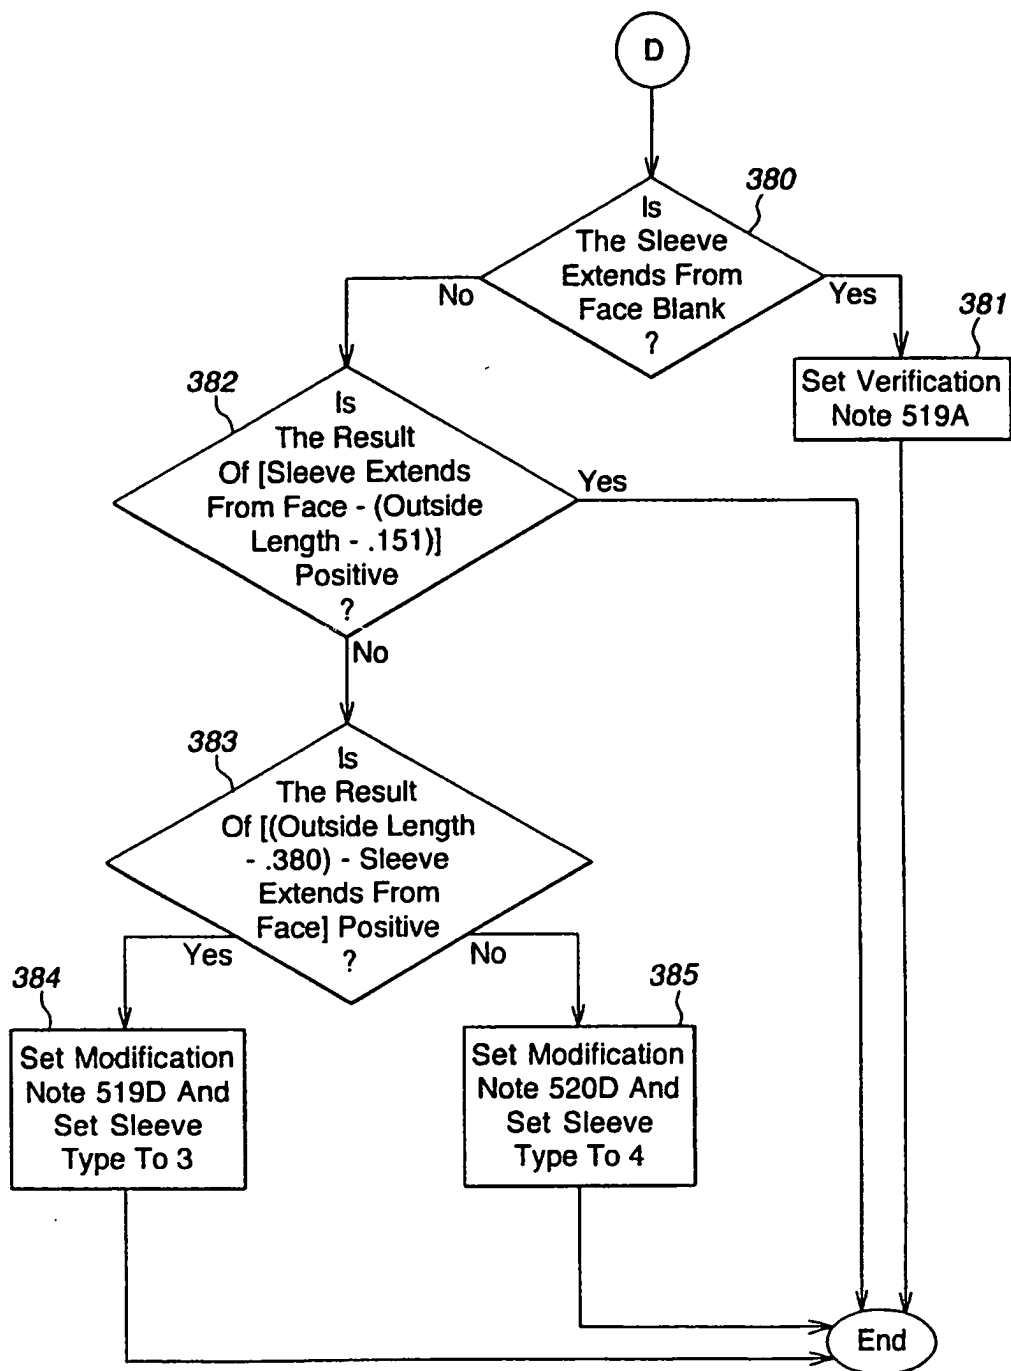 D
380
Is
The Sleeve
Extends From
Face Blank
?
No
Yes
381
Set Verification
Note 519A
382
Is
The Result
Of [Sleeve Extends
From Face - (Outside
Length - .151)]
Positive
?
Yes
No
383
Is
The Result
Of [(Outside Length
- .380) - Sleeve
Extends From
Face] Positive
?
Yes
No
384
Set Modification
Note 519D And
Set Sleeve
Type To 3
385
Set Modification
Note 520D And
Set Sleeve
Type To 4
End